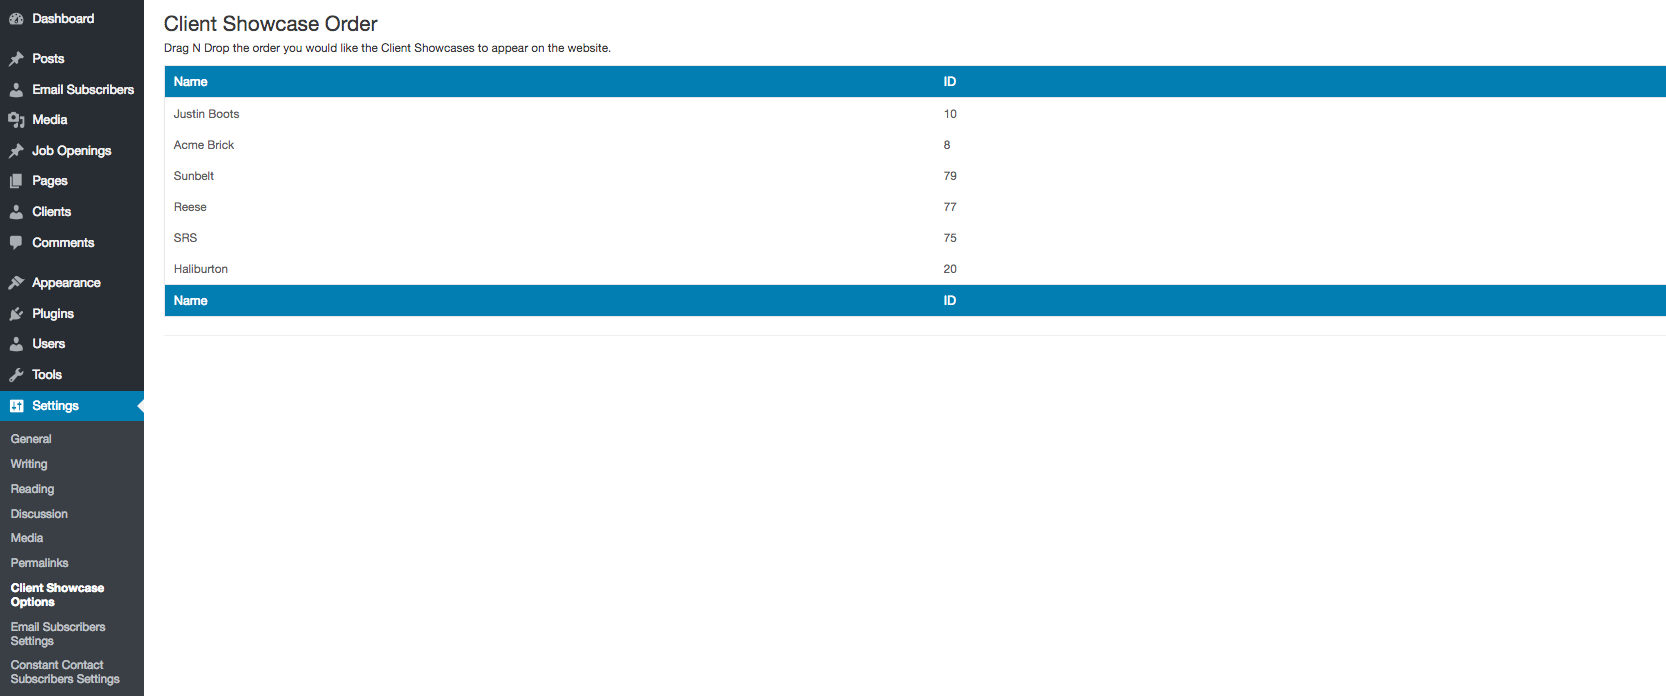 Dashboard
Posts
Email Subscribers
Media
Job Openings
Pages
Clients
Comments
Appearance
Plugins
Users
Tools
Settings
General
Writing
Reading
Discussion
Media
Permalinks
Client Showcase
Options
Email Subscribers
Settings
Constant Contact
Subscribers Settings
Client Showcase Order
Drag N Drop the order you would like the Client Showcases to appear on the website.
Name ID
Justin Boots 10
Acme Brick 8
Sunbelt 79
Reese 77
SRS 75
Haliburton 20
Name ID